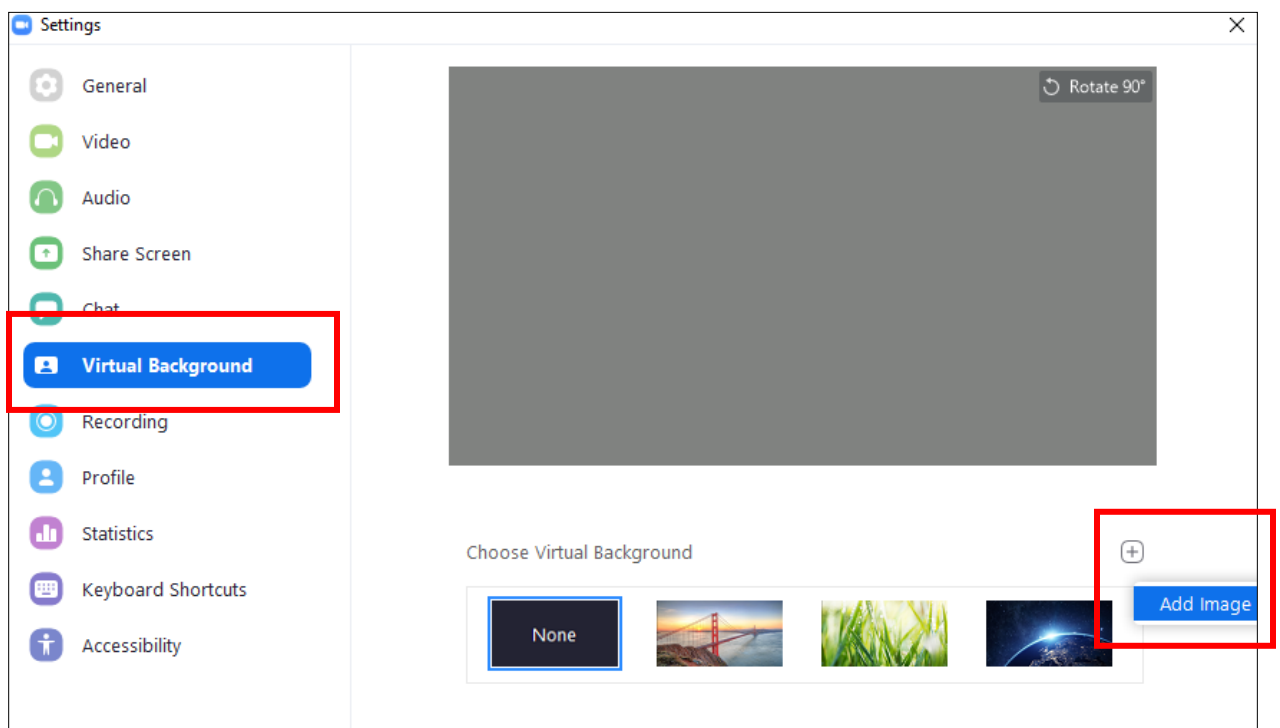 Settings
General
Video
Audio
Share Screen
Chat
Virtual Background
Recording
Profile
Statistics
Keyboard Shortcuts
Accessibility
Rotate 90°
Choose Virtual Background
Add Image
None